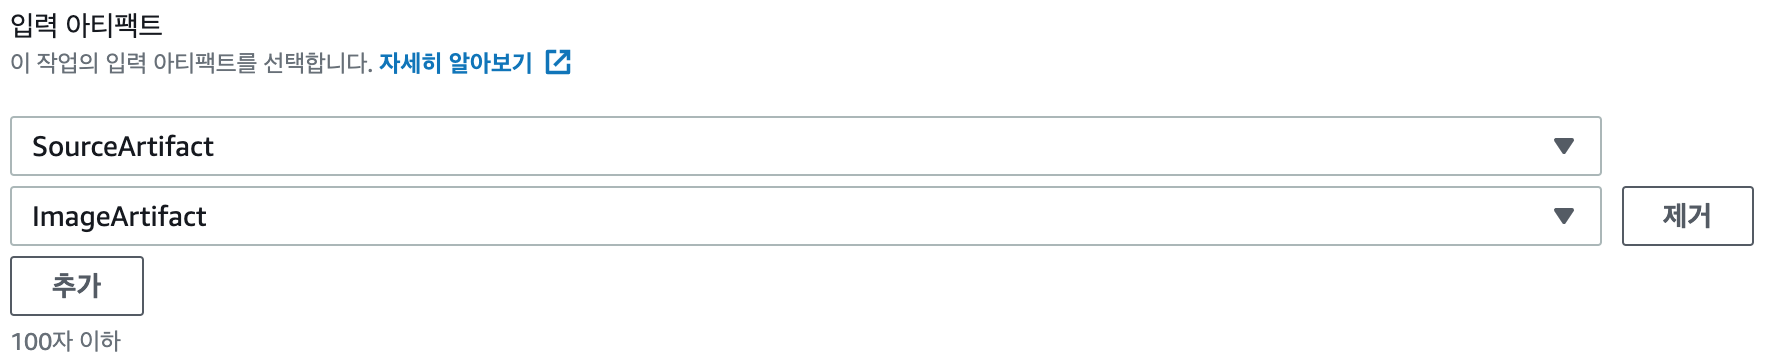 입력 아티팩트
이 작업의 입력 아티팩트를 선택합니다. 자세히 알아보기
SourceArtifact
ImageArtifact
제거
추가
100자 이하